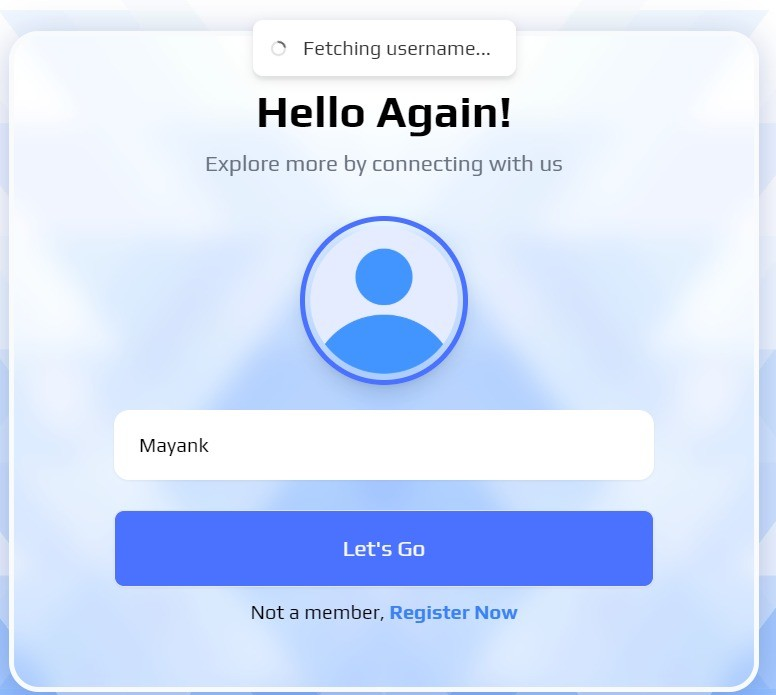 Fetching username...
Hello Again!
Explore more by connecting with us
Mayank
Let's Go
Not a member, Register Now